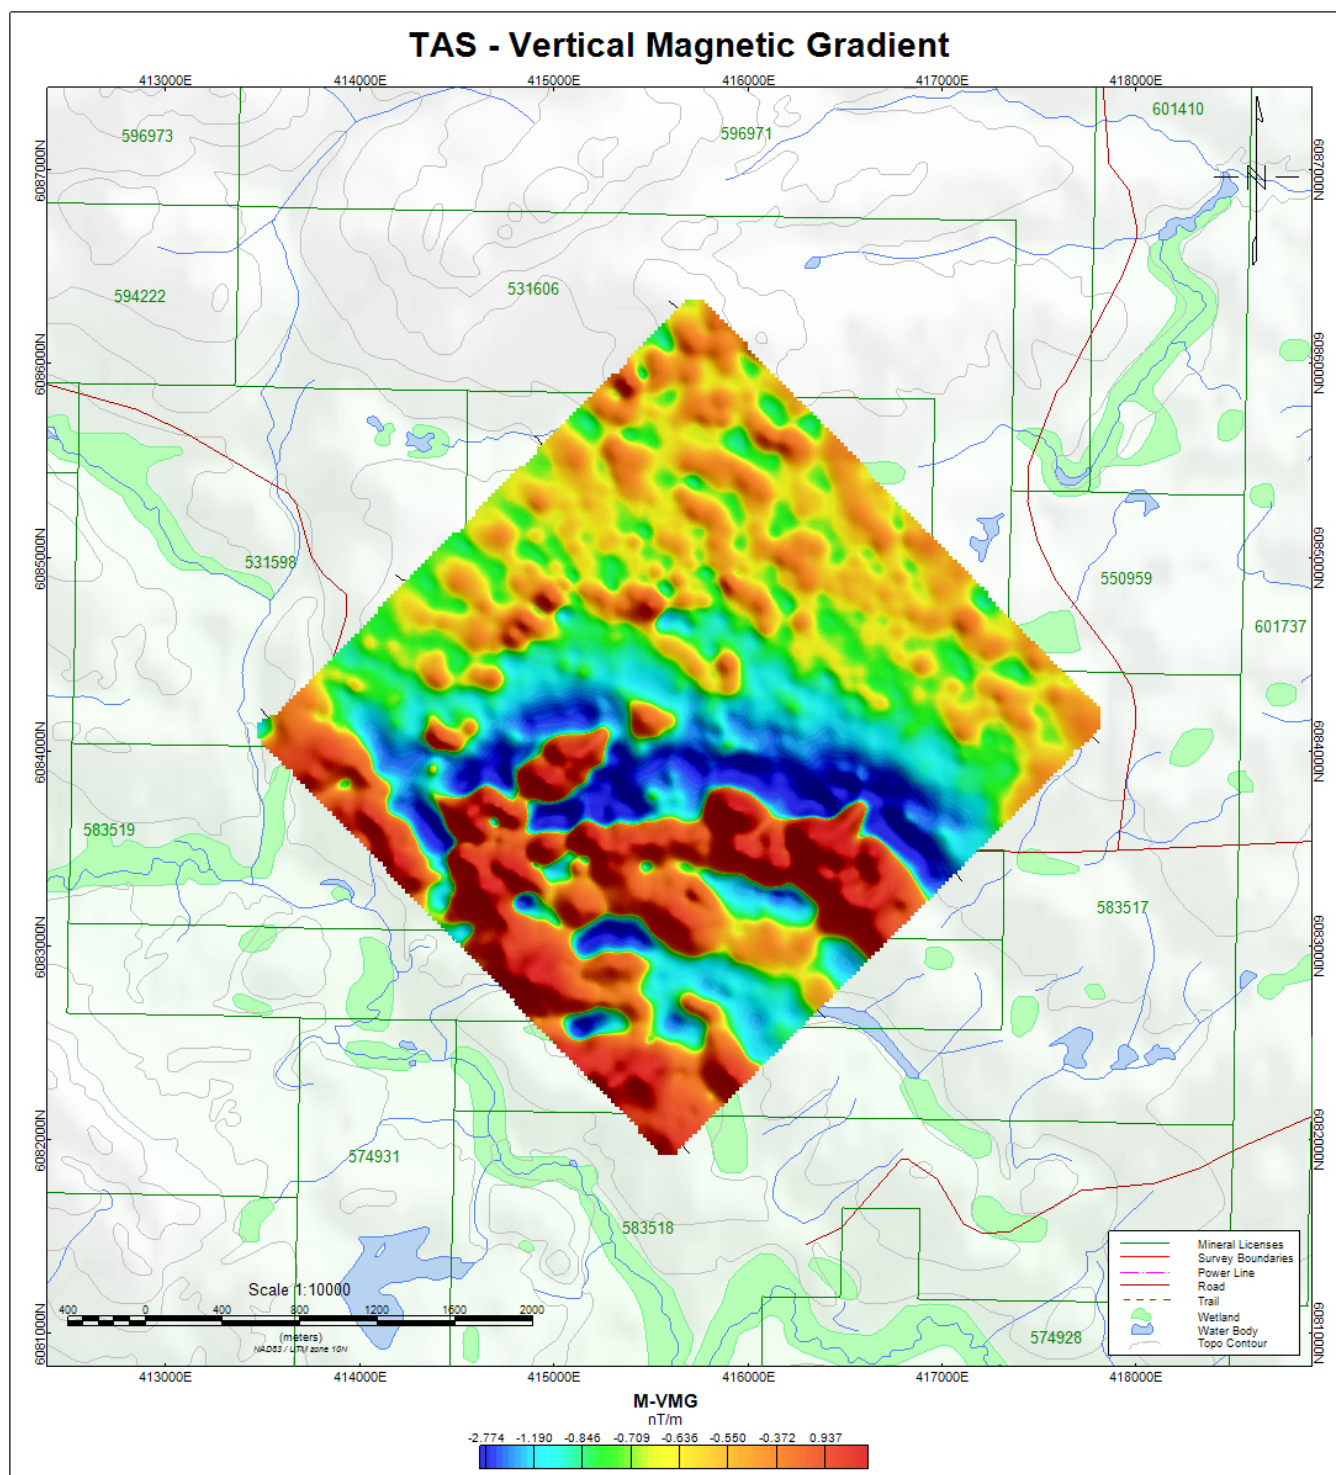 TAS - Vertical Magnetic Gradient
413000E 414000E 415000E 416000E 417000E 418000E
601410
596973
596971
6087000N
6087000N
594222
531606
6086000N
6086000N
531598
6085000N
6085000N
550959
601737
6084000N
6084000N
583519
583517
6083000N
6083000N
6082000N
6082000N
574931
583518
Mineral Licenses
Survey Boundaries
Power Line
Road
Trail
Wetland
Water Body
Topo Contour
Scale 1:10000
400 0 400 800 1200 1600 2000
(meters)
NAD83 / UTM zone 10N
574928
6081000N
6081000N
413000E 414000E 415000E 416000E 417000E 418000E
M-VMG
nT/m
-2.774 -1.190 -0.846 -0.709 -0.636 -0.550 -0.372 0.937